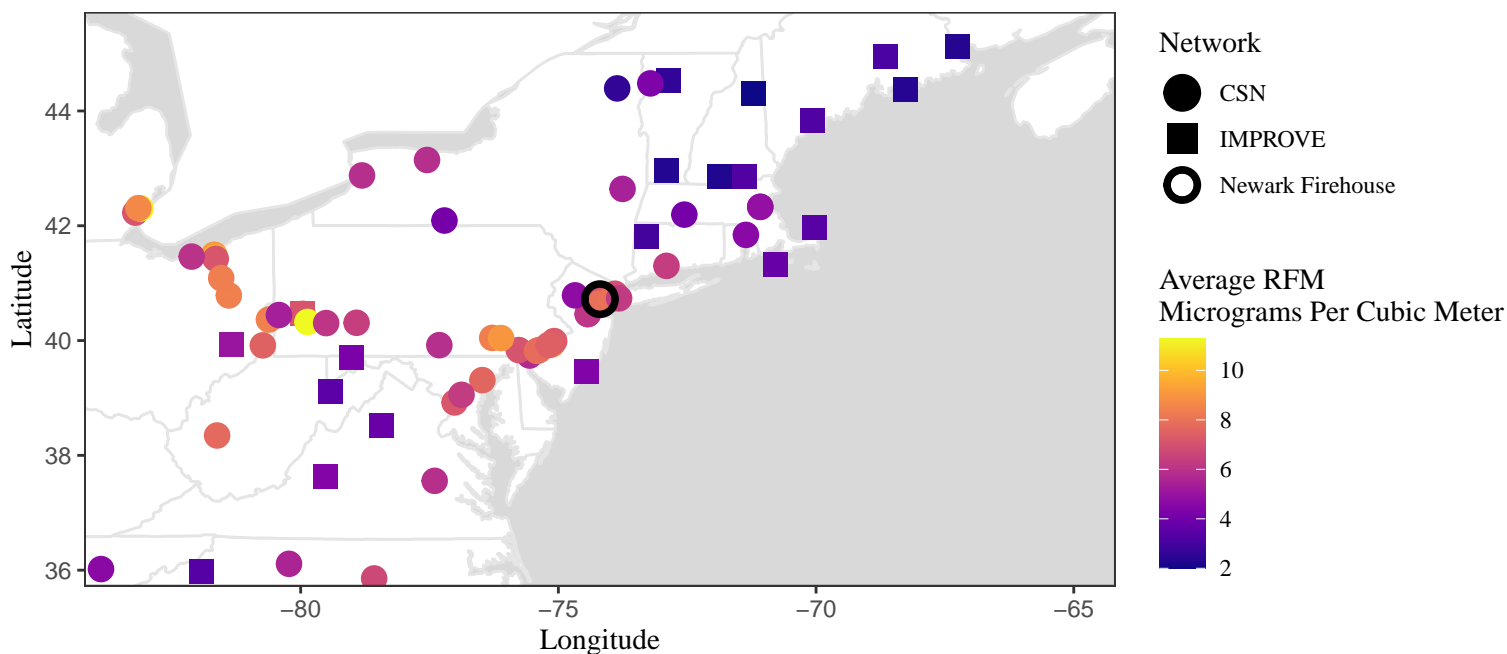 Network
CSN
IMPROVE
Newark Firehouse
Average RFM
Micrograms Per Cubic Meter
10
8
6
4
2
Latitude
44
42
40
38
36
−80
−75
−70
−65
Longitude